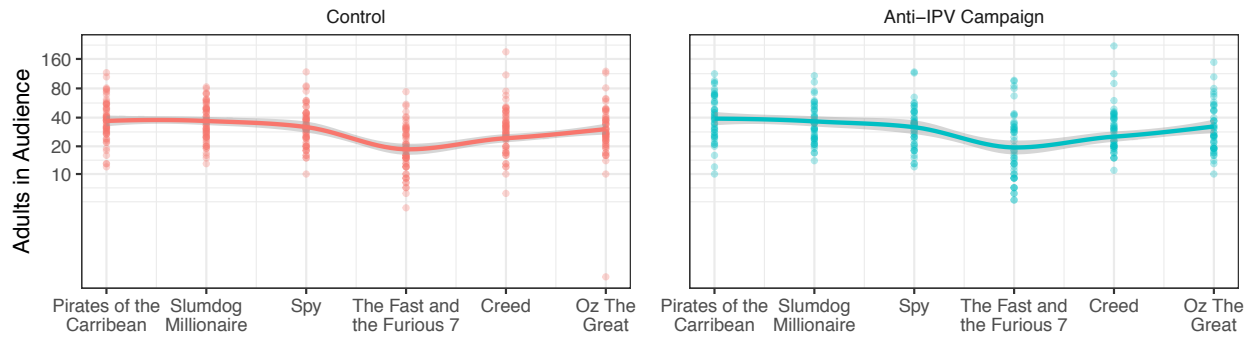 Control
Anti−IPV Campaign
Adults in Audience
160
80
40
20
10
Pirates of the
Carribean
Slumdog
Millionaire
Spy
The Fast and
the Furious 7
Creed
Oz The
Great
Pirates of the
Carribean
Slumdog
Millionaire
Spy
The Fast and
the Furious 7
Creed
Oz The
Great